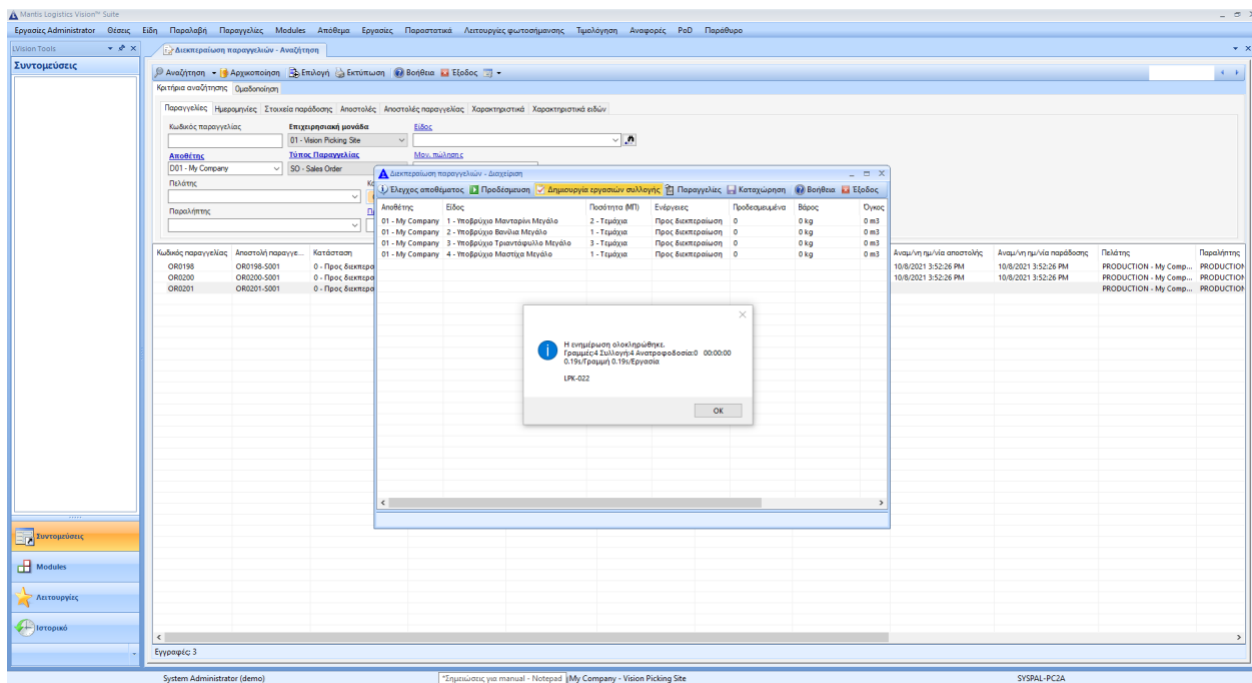 Mantis Logistics Vision™ Suite
Εργασίες Administrator Θέσεις Είδη Παραλαβή Παραγγελίες Modules Απόθεμα Εργασίες Παραστατικά Λειτουργίες φωτοσήμανσης Τιμολόγηση Αναφορές PoD Παράθυρο
LVision Tools
Διεκπεραίωση παραγγελιών - Αναζήτηση
Συντομεύσεις
Αναζήτηση Αρχικοποίηση Επιλογή Εκτύπωση Βοήθεια Έξοδος
Κριτήρια αναζήτησης Ομαδοποίηση
Παραγγελίες Ημερομηνίες Στοιχεία παράδοσης Αποστολές Αποστολές παραγγελίας Χαρακτηριστικά Χαρακτηριστικά ειδών
Κωδικός παραγγελίας Επιχειρησιακή μονάδα Είδος
01 - Vision Picking Site
Αποθέτης Τύπος Παραγγελίας Μον. πώλησης
D01 - My Company SO - Sales Order
Πελάτης
Παραλήπτης
Διεκπεραίωση παραγγελιών - Διαχείριση
Έλεγχος αποθέματος Προδέσμευση Δημιουργία εργασιών συλλογής Παραγγελίες Καταχώρηση Βοήθεια Έξοδος
Αποθέτης Είδος Ποσότητα (ΜΠ) Ενέργειες Προδεσμευμένα Βάρος Όγκος
01 - My Company 1 - Υποβρύχιο Μανταρίνι Μεγάλο 2 - Τεμάχια Προς διεκπεραίωση 0 0 kg 0 m3
01 - My Company 2 - Υποβρύχιο Βανίλια Μεγάλο 1 - Τεμάχια Προς διεκπεραίωση 0 0 kg 0 m3
01 - My Company 3 - Υποβρύχιο Τριαντάφυλλο Μεγάλο 3 - Τεμάχια Προς διεκπεραίωση 0 0 kg 0 m3
01 - My Company 4 - Υποβρύχιο Μαστίχα Μεγάλο 1 - Τεμάχια Προς διεκπεραίωση 0 0 kg 0 m3
Κωδικός παραγγελίας Αποστολή παραγγε... Κατάσταση Αναμ/νη ημ/νία αποστολής Αναμ/νη ημ/νία παράδοσης Πελάτης Παραλήπτης
OR0198 OR0198-S001 0 - Προς διεκπερα 10/8/2021 3:52:26 PM 10/8/2021 3:52:26 PM PRODUCTION - My Comp... PRODUCTION
OR0200 OR0200-S001 0 - Προς διεκπερα 10/8/2021 3:52:26 PM 10/8/2021 3:52:26 PM PRODUCTION - My Comp... PRODUCTION
OR0201 OR0201-S001 0 - Προς διεκπερα PRODUCTION - My Comp... PRODUCTION
Η ενημέρωση ολοκληρώθηκε.
Γραμμές:4 Συλλογή:4 Ανατροφοδοσία:0 00:00:00
0.19s/Γραμμή 0.19s/Εργασία
LPK-022
OK
Συντομεύσεις
Modules
Λειτουργίες
Ιστορικό
Εγγραφές: 3
System Administrator (demo) *Σημειώσεις για manual - Notepad My Company - Vision Picking Site SYSPAL-PC2A